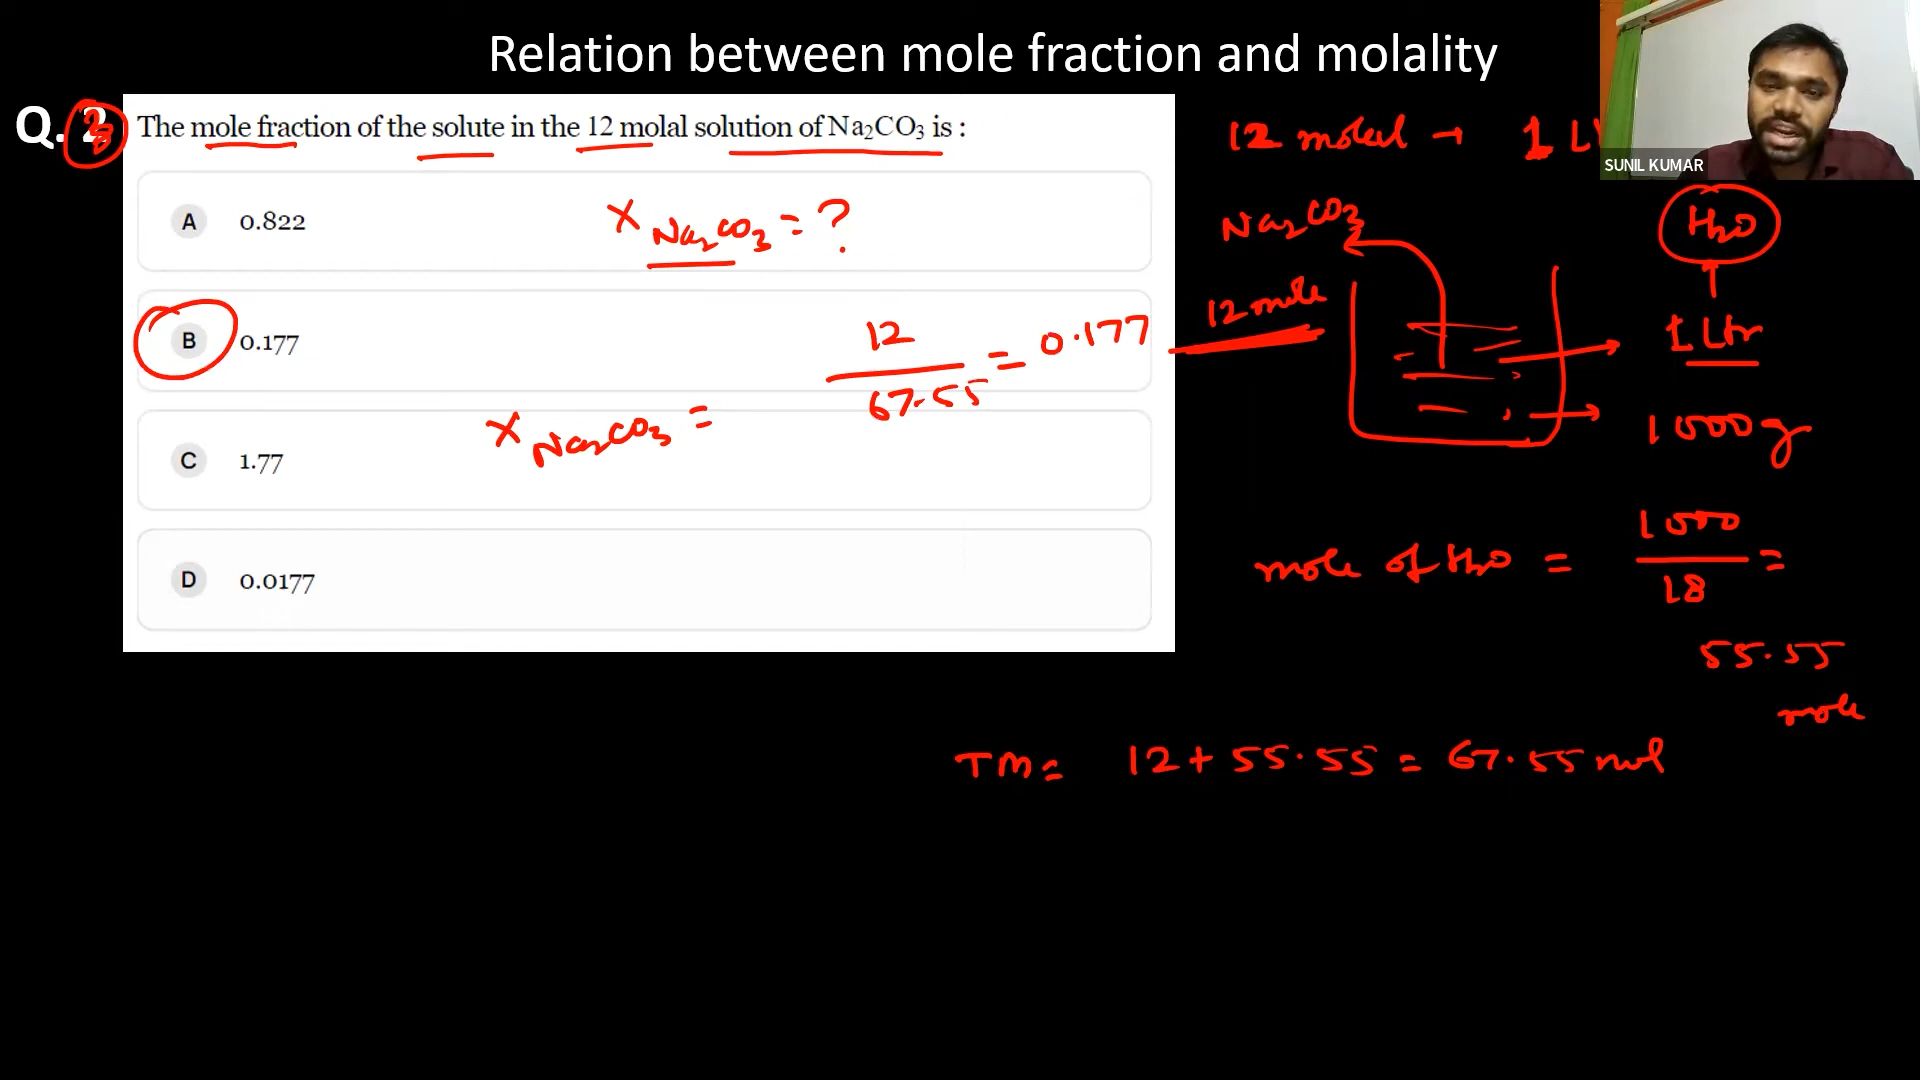 Relation between mole fraction and molality
Q.
The mole fraction of the solute in the 12 molal solution of Na₂CO₃ is :
A 0.822
B 0.177
C 1.77
D 0.0177
X Na₂CO₃ = ?
X Na₂CO₃ = 12 / 67.55 = 0.177
12 molal → 1 L
SUNIL KUMAR
Na₂CO₃
H₂O
12 mole
1 Ltr
1000g
mole of H₂O = 1000 / 18 =
55.55
mole
TM = 12 + 55.55 = 67.55 mol